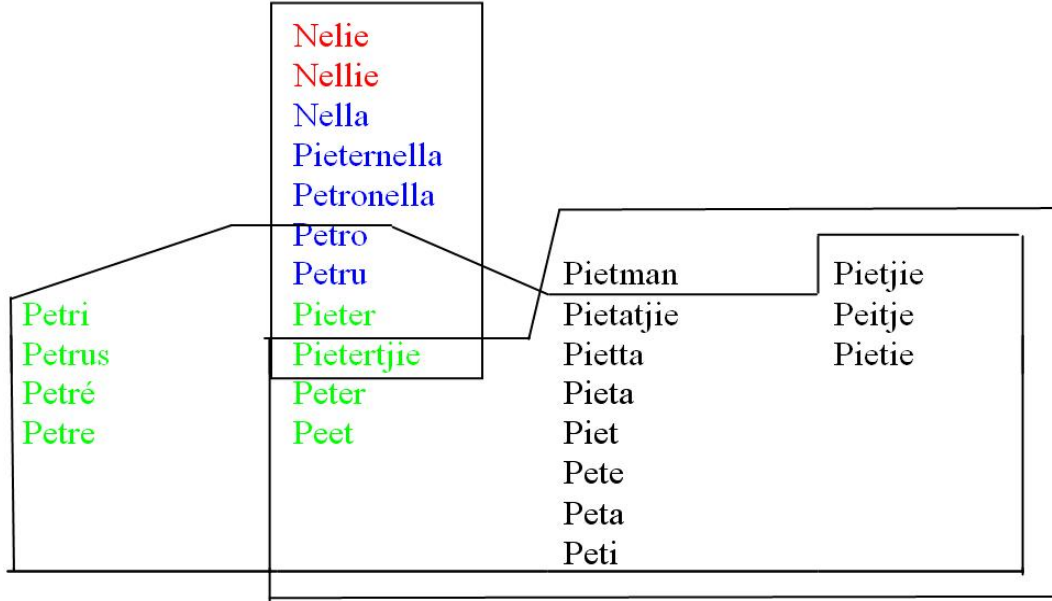 Nelie
Nellie
Nella
Pieternella
Petronella
Petro
Petru
Pieter
Pietertjie
Peter
Peet
Petri
Petrus
Petré
Petre
Pietman
Pietatjie
Pietta
Pieta
Piet
Pete
Peta
Peti
Pietjie
Peitje
Pietie